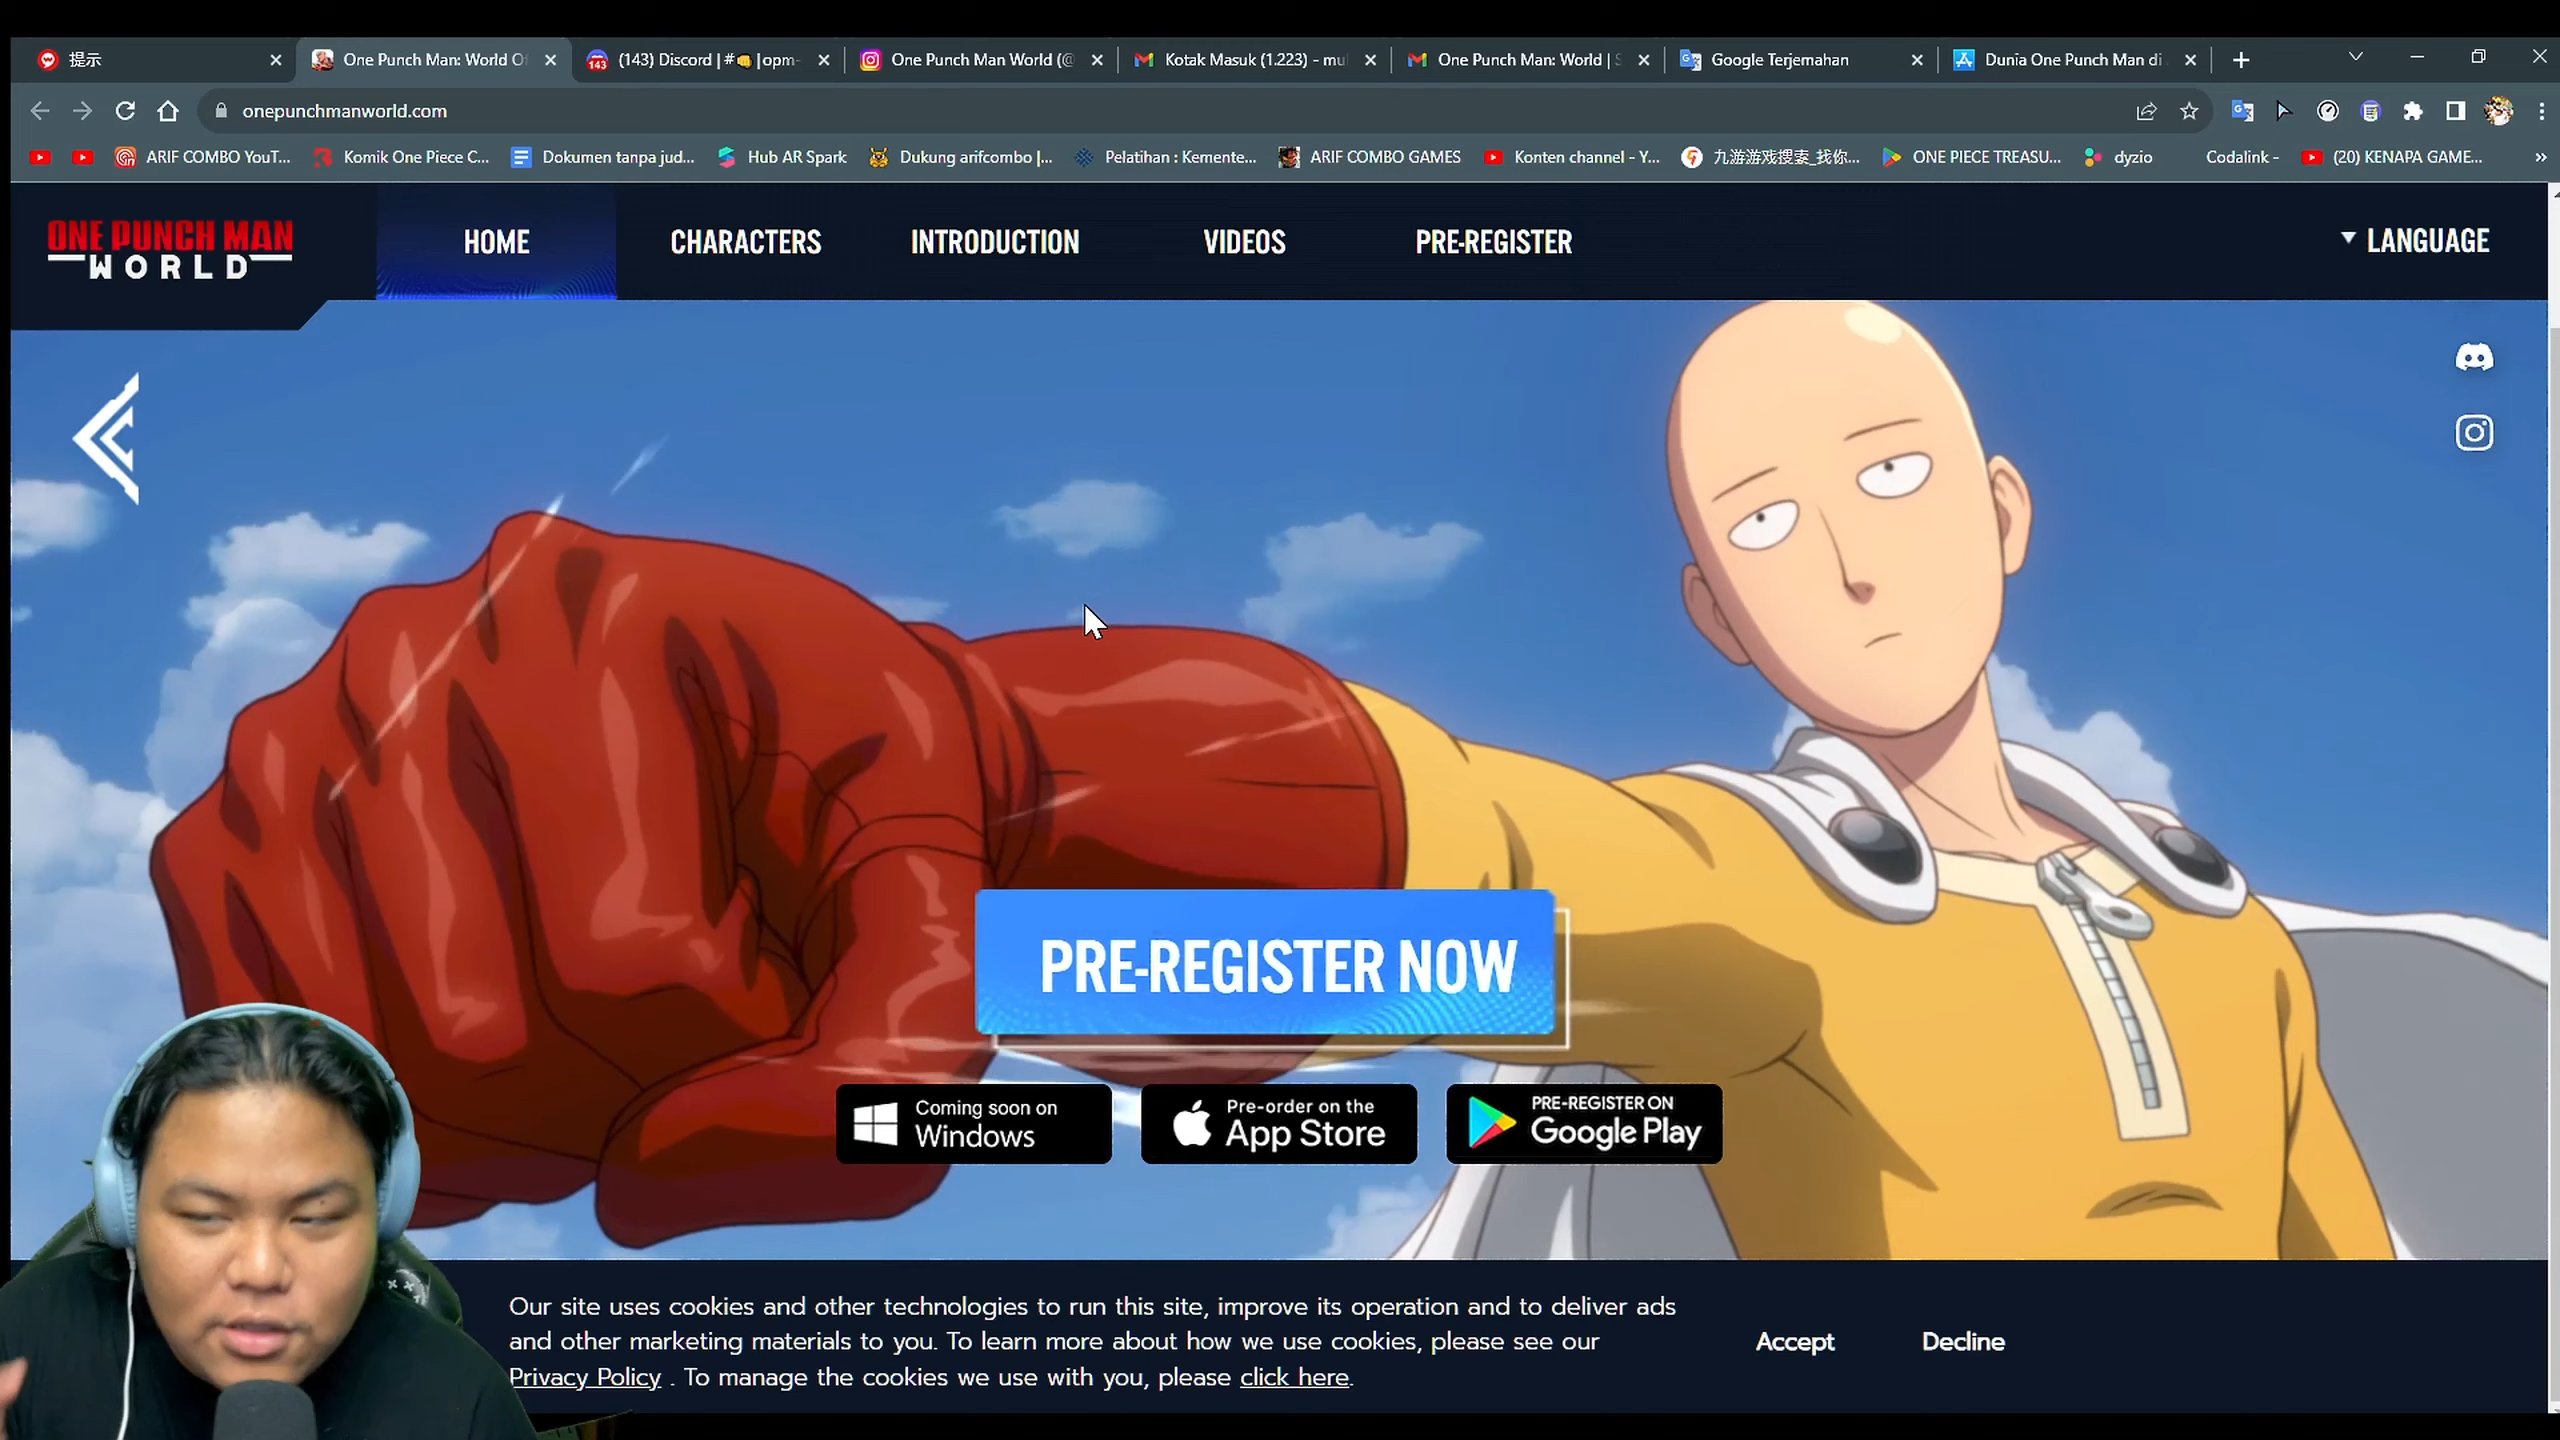 提示
One Punch Man: World Of
(143) Discord | #👊|opm-
One Punch Man World (@
Kotak Masuk (1.223) - mu
One Punch Man: World | S
Google Terjemahan
Dunia One Punch Man di
onepunchmanworld.com
ARIF COMBO YouT...
Komik One Piece C...
Dokumen tanpa jud...
Hub AR Spark
Dukung arifcombo |...
Pelatihan : Kemente...
ARIF COMBO GAMES
Konten channel - Y...
九游游戏搜索_找你...
ONE PIECE TREASU...
dyzio
Codalink -
(20) KENAPA GAME...
ONE PUNCH MAN
WORLD
HOME
CHARACTERS
INTRODUCTION
VIDEOS
PRE-REGISTER
LANGUAGE
PRE-REGISTER NOW
Coming soon on
Windows
Pre-order on the
App Store
PRE-REGISTER ON
Google Play
Our site uses cookies and other technologies to run this site, improve its operation and to deliver ads
and other marketing materials to you. To learn more about how we use cookies, please see our
Privacy Policy . To manage the cookies we use with you, please click here.
Accept
Decline